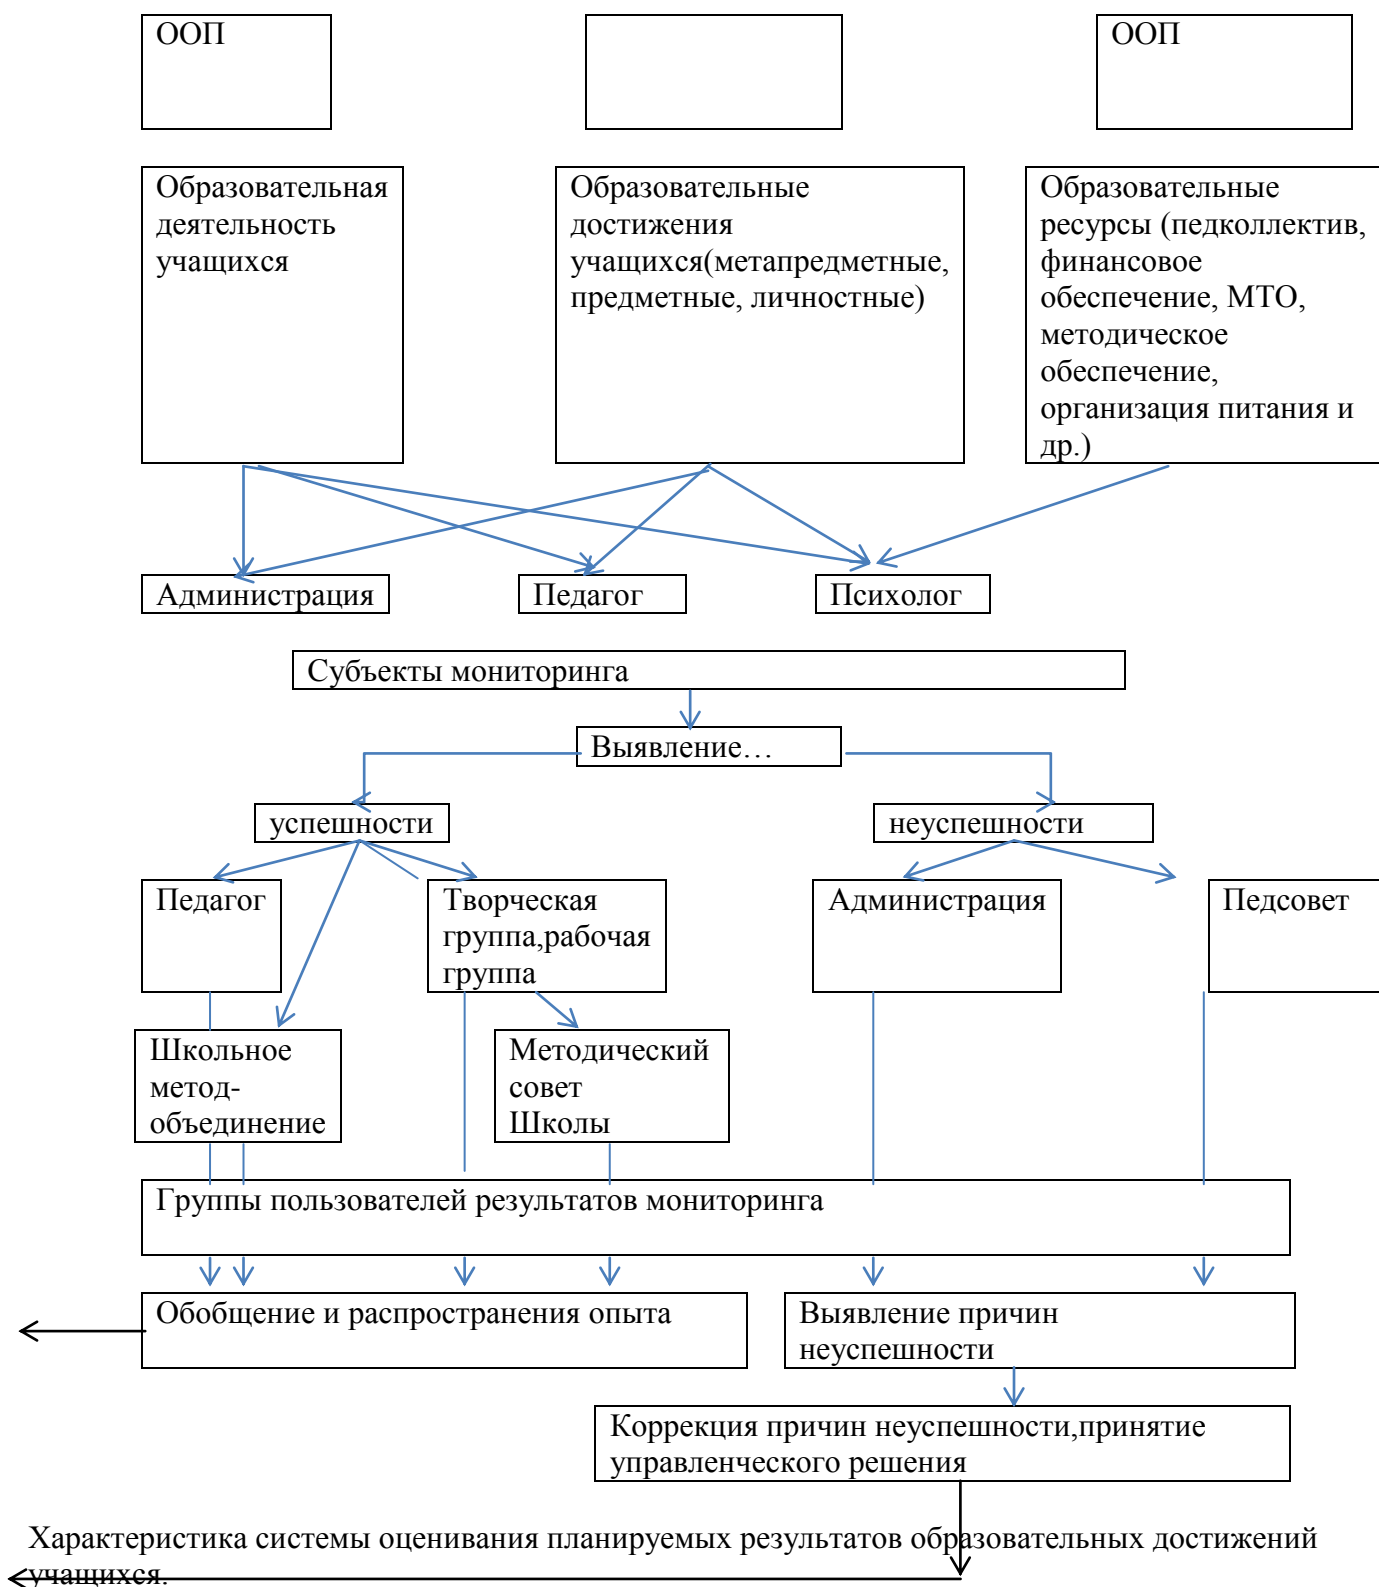 ООП
ООП
Образовательная
деятельность
учащихся
Образовательные
достижения
учащихся(метапредметные,
предметные, личностные)
Образовательные
ресурсы (педколлектив,
финансовое
обеспечение, МТО,
методическое
обеспечение,
организация питания и
др.)
Администрация
Педагог
Психолог
Субъекты мониторинга
Выявление…
успешности
неуспешности
Педагог
Творческая
группа,рабочая
группа
Администрация
Педсовет
Школьное
метод-
объединение
Методический
совет
Школы
Группы пользователей результатов мониторинга
Обобщение и распространения опыта
Выявление причин
неуспешности
Коррекция причин неуспешности,принятие
управленческого решения
Характеристика системы оценивания планируемых результатов образовательных достижений
учащихся.